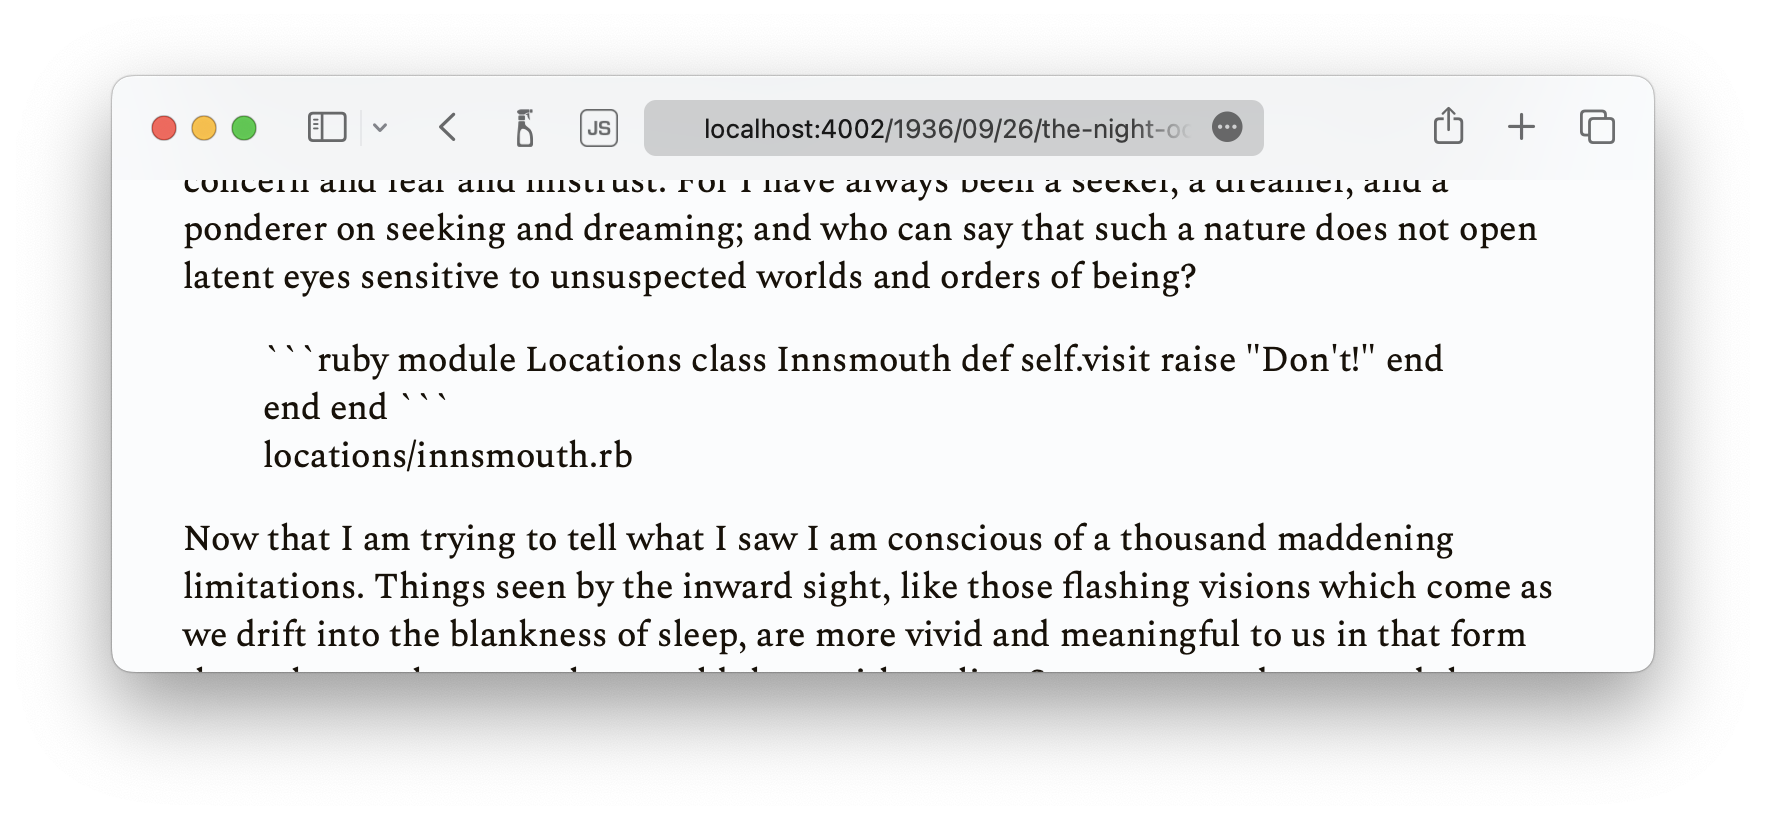 JS
localhost:4002/1936/09/26/the-night-oc
concern and fear and mistrust. For I have always been a seeker, a dreamer, and a
ponderer on seeking and dreaming; and who can say that such a nature does not open
latent eyes sensitive to unsuspected worlds and orders of being?
```ruby module Locations class Innsmouth def self.visit raise "Don't!" end
end end ```
locations/innsmouth.rb
Now that I am trying to tell what I saw I am conscious of a thousand maddening
limitations. Things seen by the inward sight, like those flashing visions which come as
we drift into the blankness of sleep, are more vivid and meaningful to us in that form